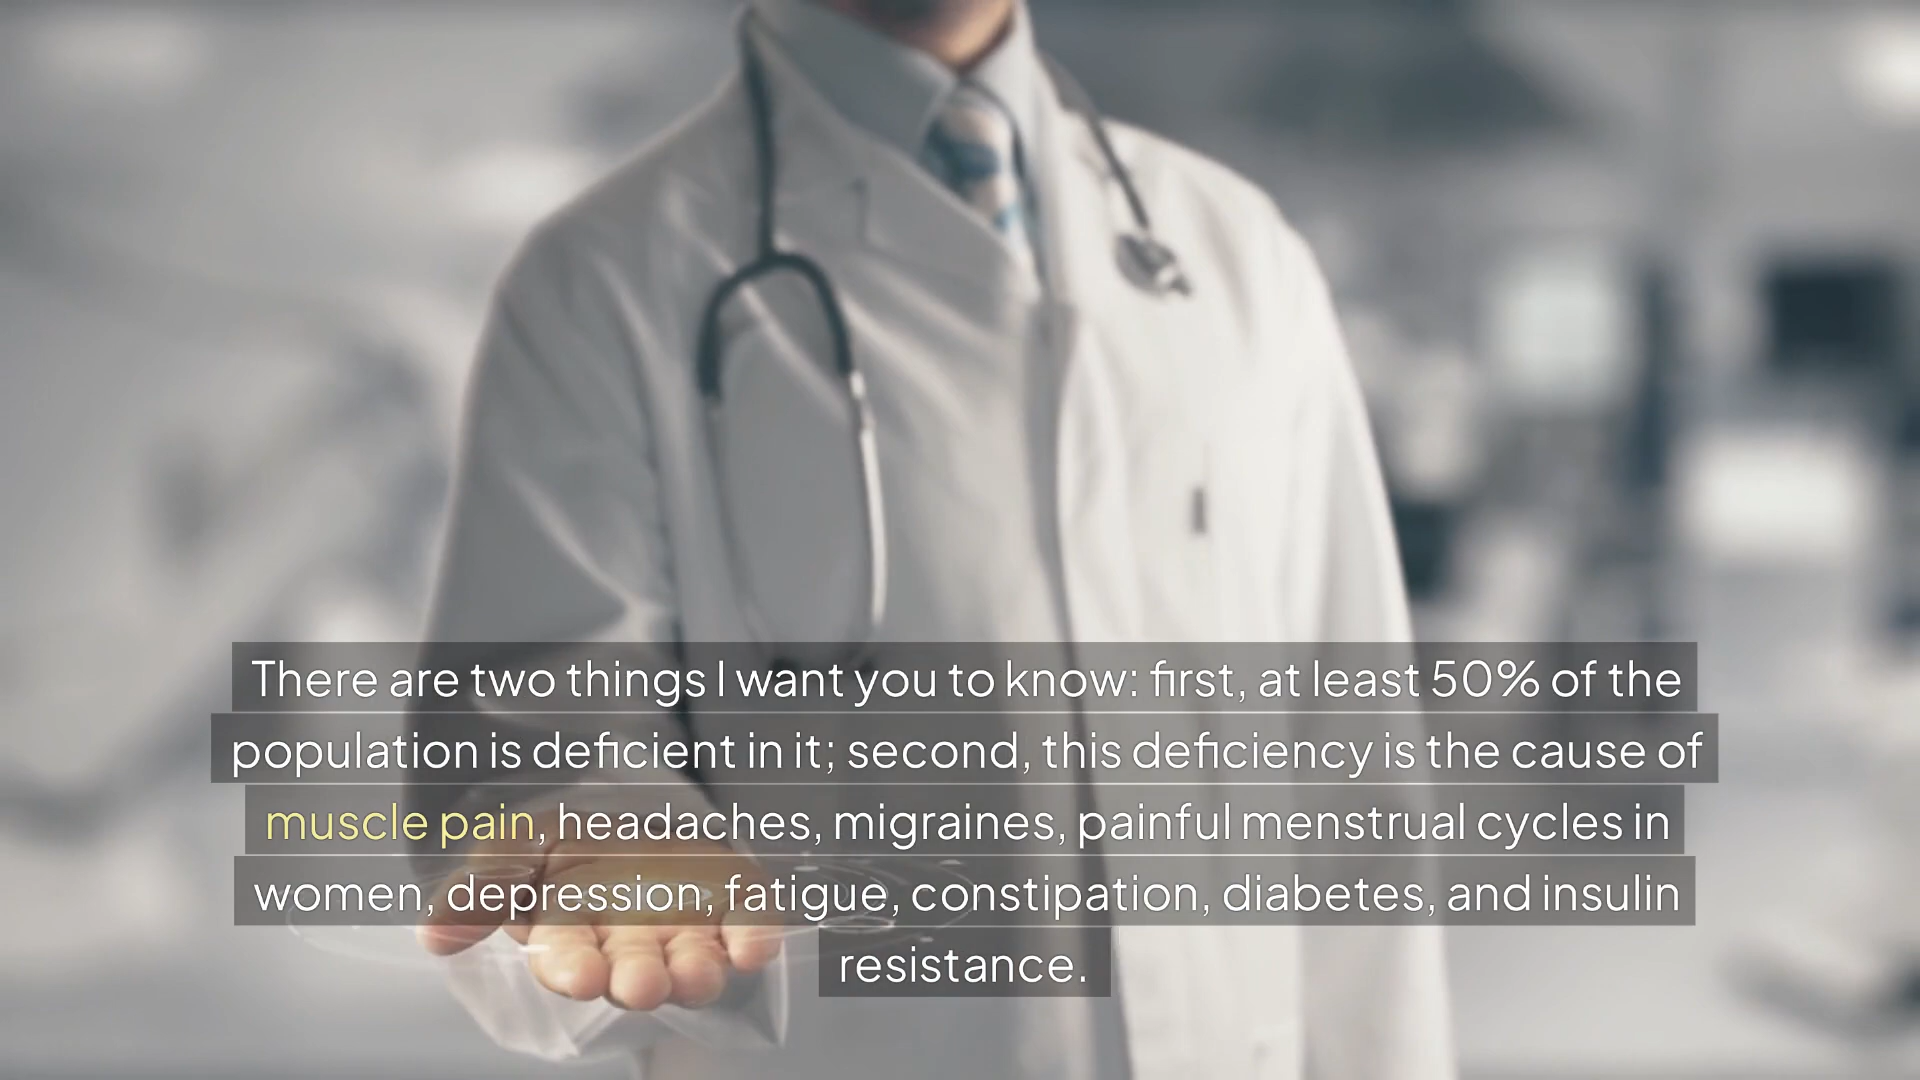 There are two things I want you to know: first, at least 50% of the
population is deficient in it; second, this deficiency is the cause of
muscle pain, headaches, migraines, painful menstrual cycles in
women, depression, fatigue, constipation, diabetes, and insulin
resistance.